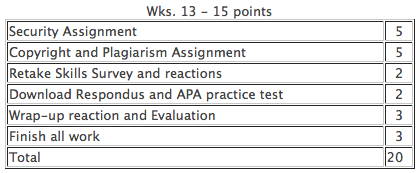 Wks. 13 - 15 points
Security Assignment 5
Copyright and Plagiarism Assignment 5
Retake Skills Survey and reactions 2
Download Respondus and APA practice test 2
Wrap-up reaction and Evaluation 3
Finish all work 3
Total 20